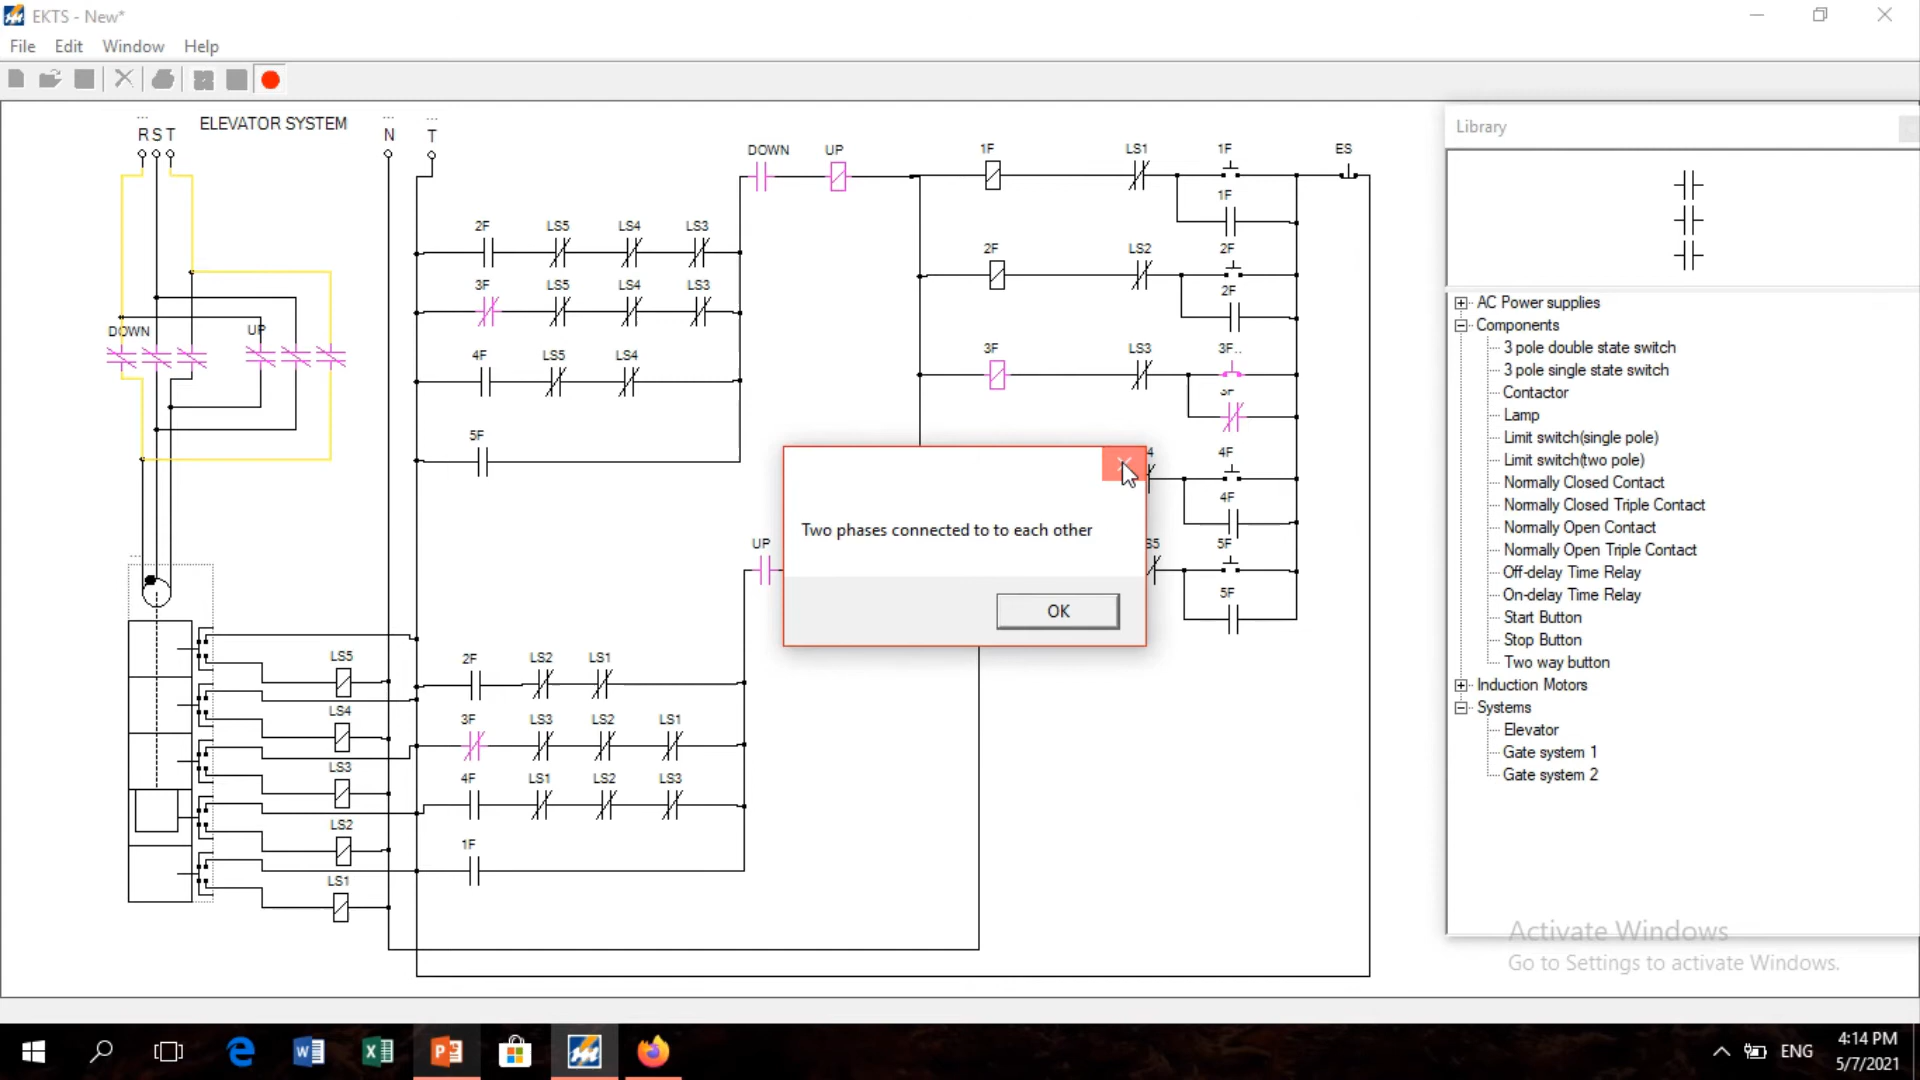 EKTS - New*
File Edit Window Help
R S T ELEVATOR SYSTEM N T
DOWN UP 1F LS1 1F ES
1F
2F LS5 LS4 LS3
2F LS2 2F
2F
3F LS5 LS4 LS3
DOWN UP
4F LS5 LS4
3F LS3 3F..
5F
4F
4F
5F
5F
UP
Two phases connected to to each other
OK
LS5
LS4
LS3
LS2
LS1
2F LS2 LS1
3F LS3 LS2 LS1
4F LS1 LS2 LS3
1F
Library
AC Power supplies
Components
3 pole double state switch
3 pole single state switch
Contactor
Lamp
Limit switch(single pole)
Limit switch(two pole)
Normally Closed Contact
Normally Closed Triple Contact
Normally Open Contact
Normally Open Triple Contact
Off-delay Time Relay
On-delay Time Relay
Start Button
Stop Button
Two way button
Induction Motors
Systems
Elevator
Gate system 1
Gate system 2
Activate Windows
Go to Settings to activate Windows.
ENG
4:14 PM
5/7/2021